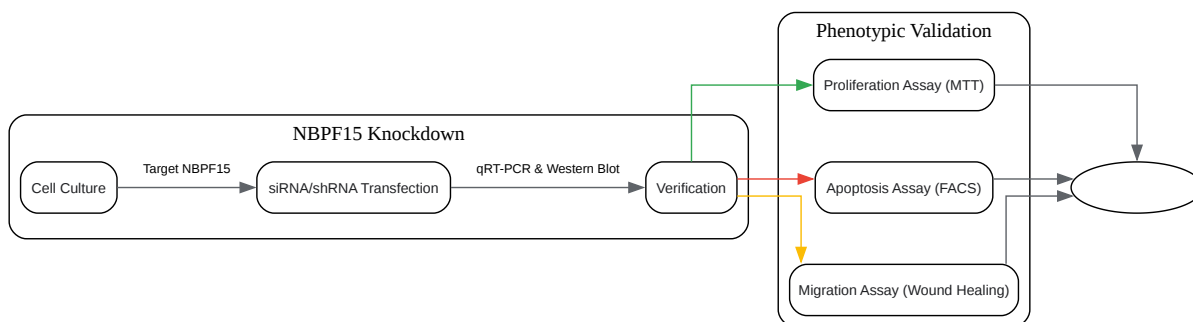 Phenotypic Validation
Proliferation Assay (MTT)
NBPF15 Knockdown
Cell Culture
Target NBPF15
siRNA/shRNA Transfection
qRT-PCR & Western Blot
Verification
Apoptosis Assay (FACS)
Migration Assay (Wound Healing)